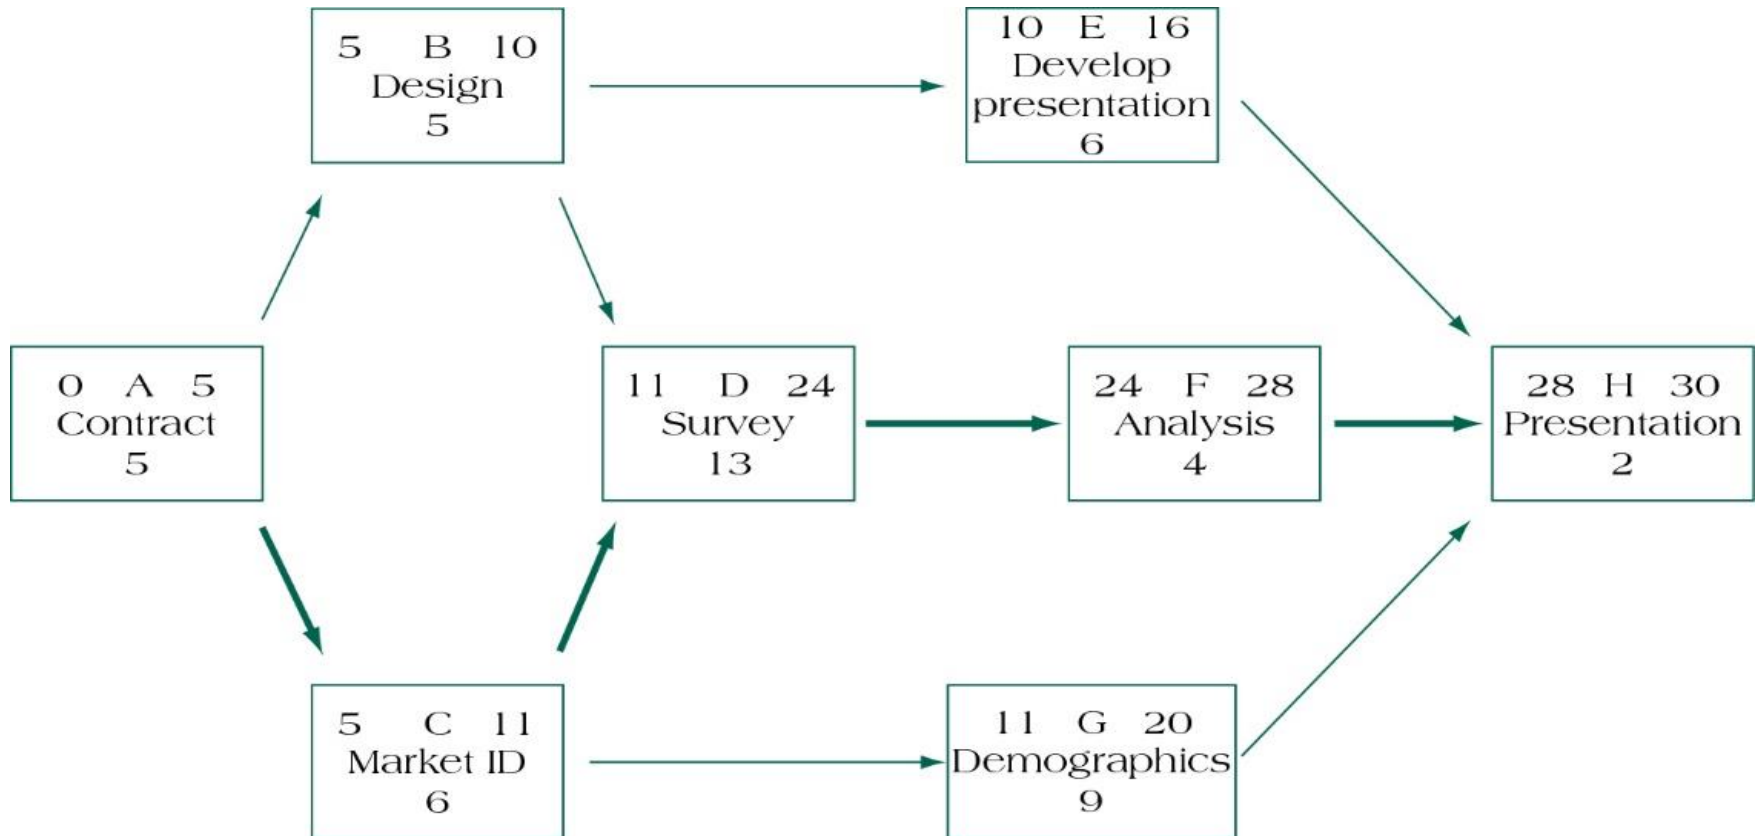 5 B 10
Design
5
10 E 16
Develop
presentation
6
0 A 5
Contract
5
11 D 24
Survey
13
24 F 28
Analysis
4
28 H 30
Presentation
2
5 C 11
Market ID
6
11 G 20
Demographics
9